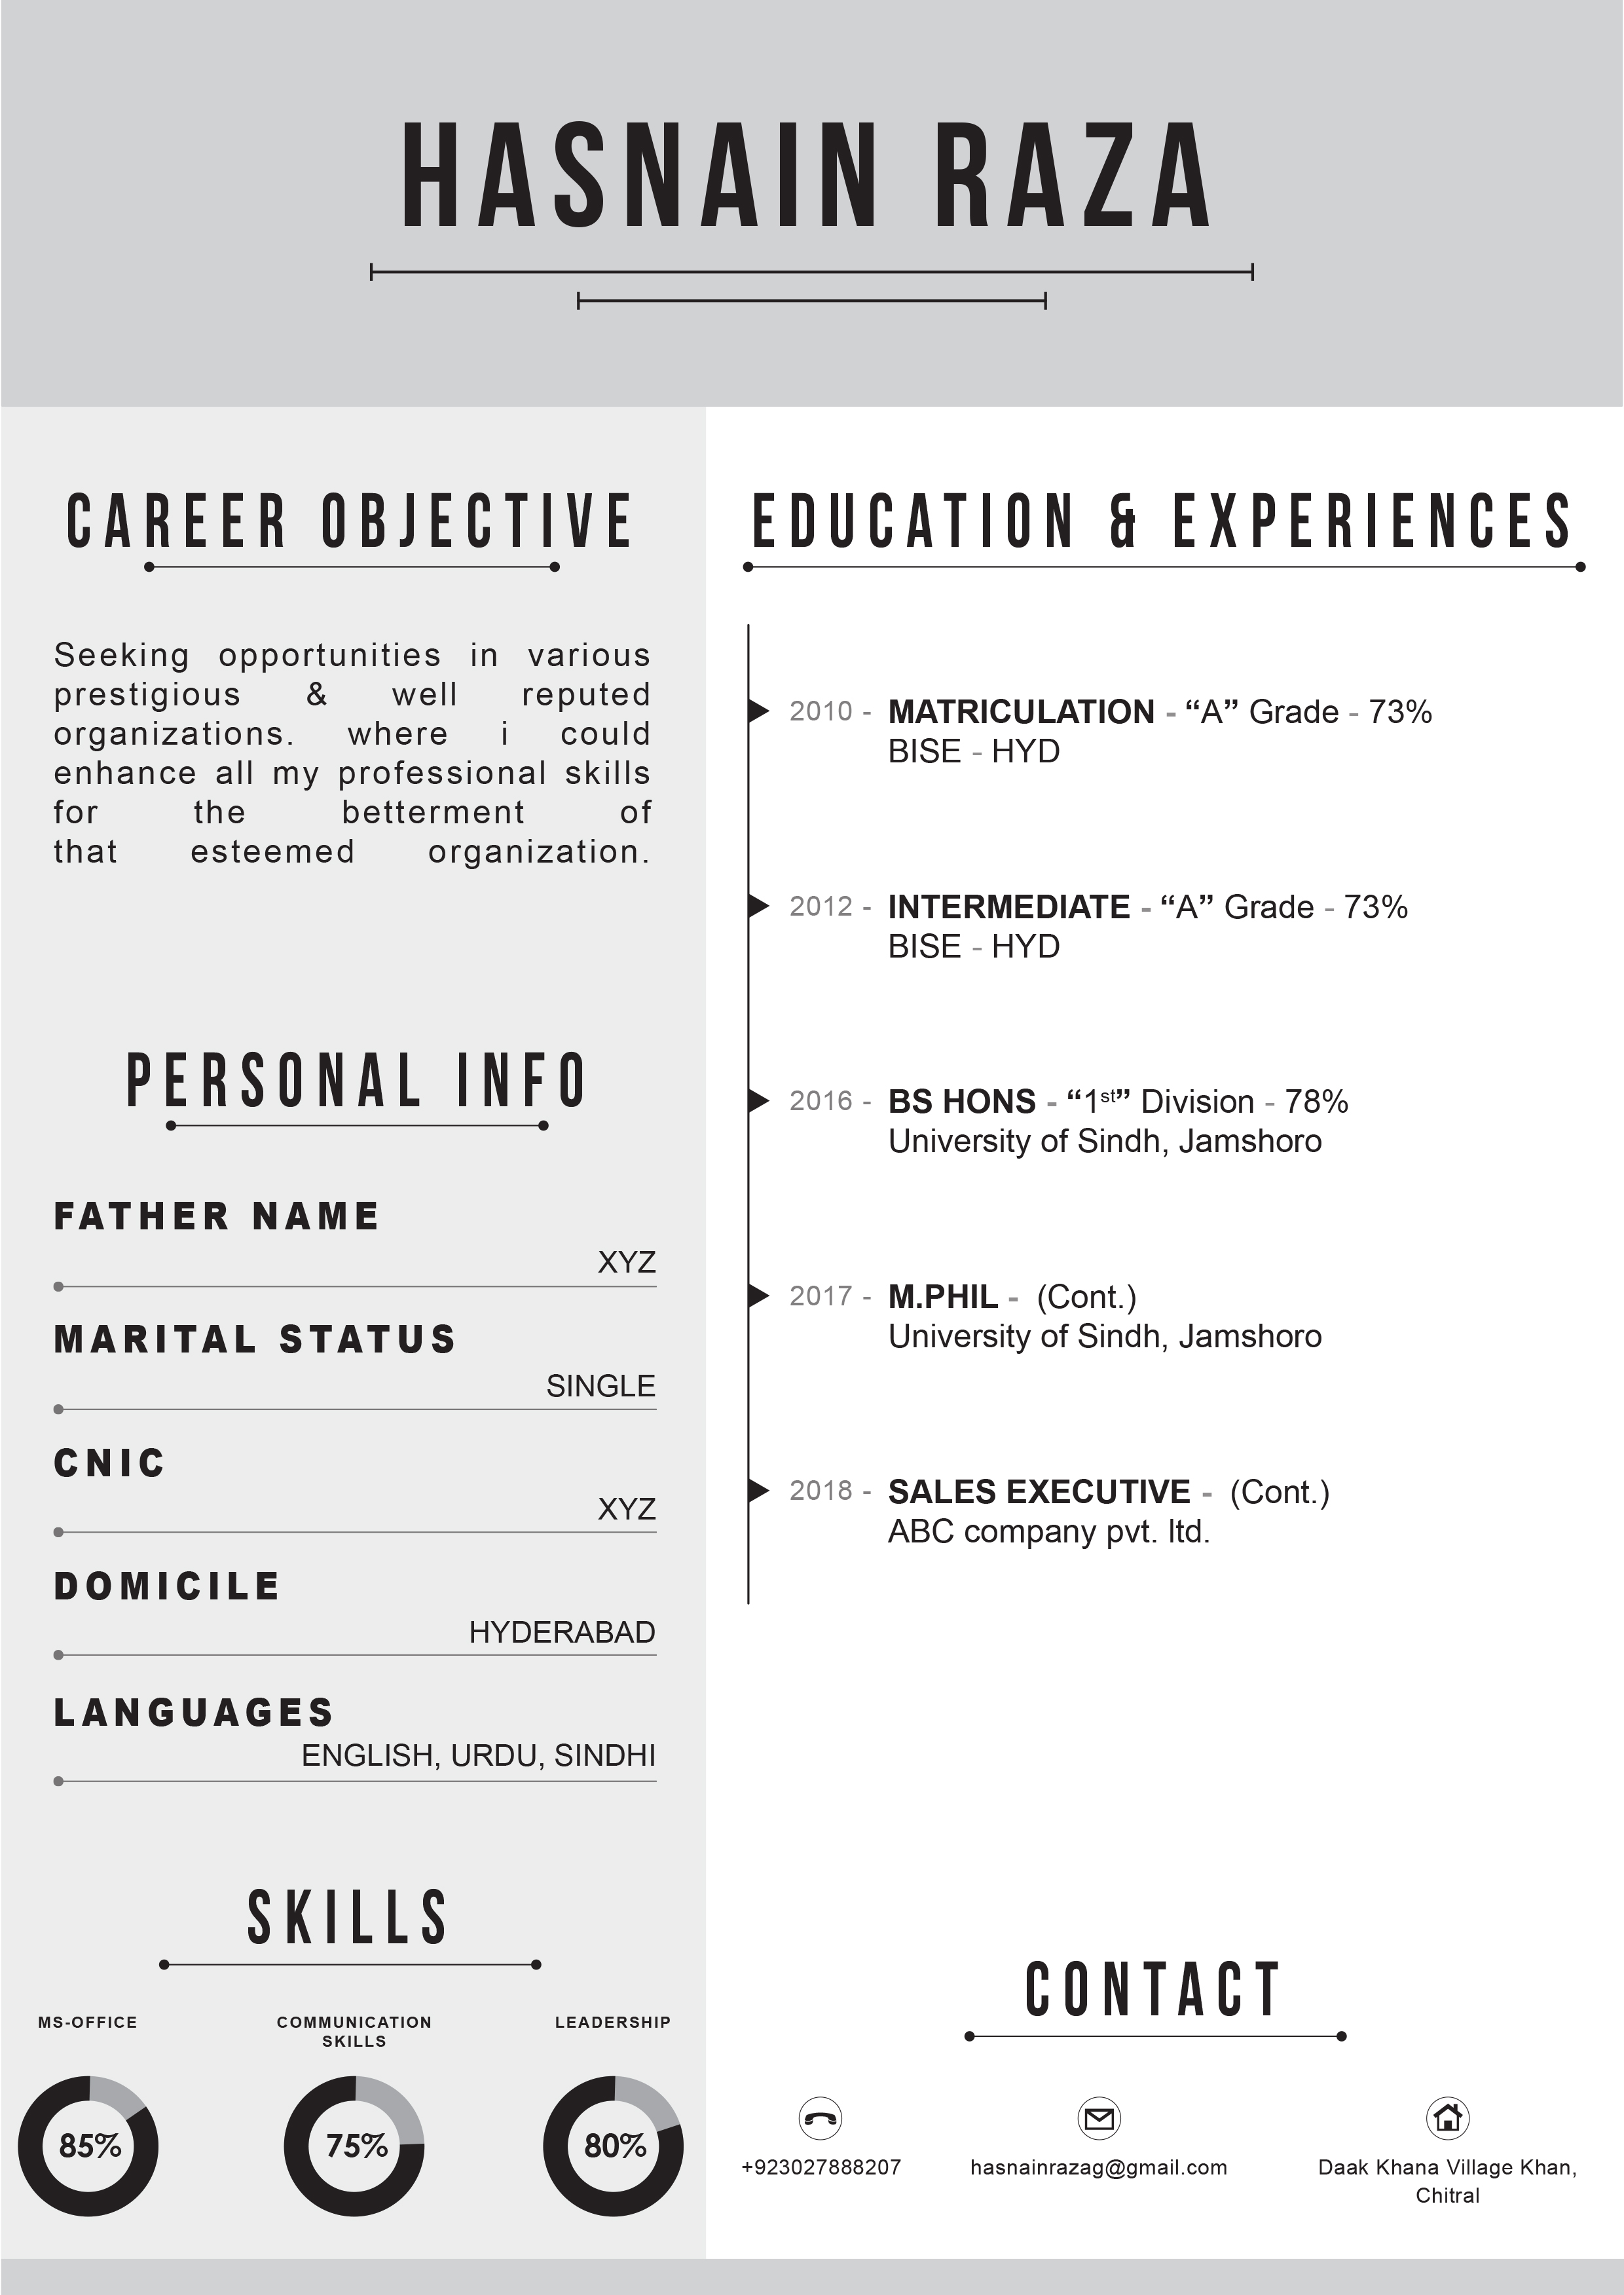 HASNAIN RAZA
CAREER OBJECTIVE
Seeking opportunities in various
prestigious & well reputed
organizations. where i could
enhance all my professional skills
for the betterment of
that esteemed organization.
PERSONAL INFO
FATHER NAME
XYZ
MARITAL STATUS
SINGLE
CNIC
XYZ
DOMICILE
HYDERABAD
LANGUAGES
ENGLISH, URDU, SINDHI
SKILLS
MS-OFFICE
85%
COMMUNICATION
SKILLS
75%
LEADERSHIP
80%
EDUCATION & EXPERIENCES
2010 - MATRICULATION - “A” Grade - 73%
BISE - HYD
2012 - INTERMEDIATE - “A” Grade - 73%
BISE - HYD
2016 - BS HONS - “1st” Division - 78%
University of Sindh, Jamshoro
2017 - M.PHIL - (Cont.)
University of Sindh, Jamshoro
2018 - SALES EXECUTIVE - (Cont.)
ABC company pvt. ltd.
CONTACT
+923027888207
hasnainrazag@gmail.com
Daak Khana Village Khan,
Chitral